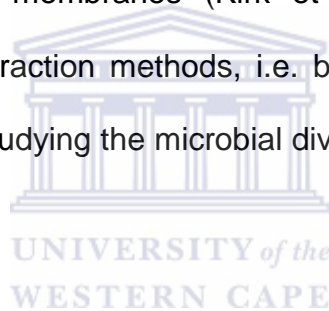 membranes (Kirk et
raction methods, i.e. b
udying the microbial div
UNIVERSITY of the
WESTERN CAPE